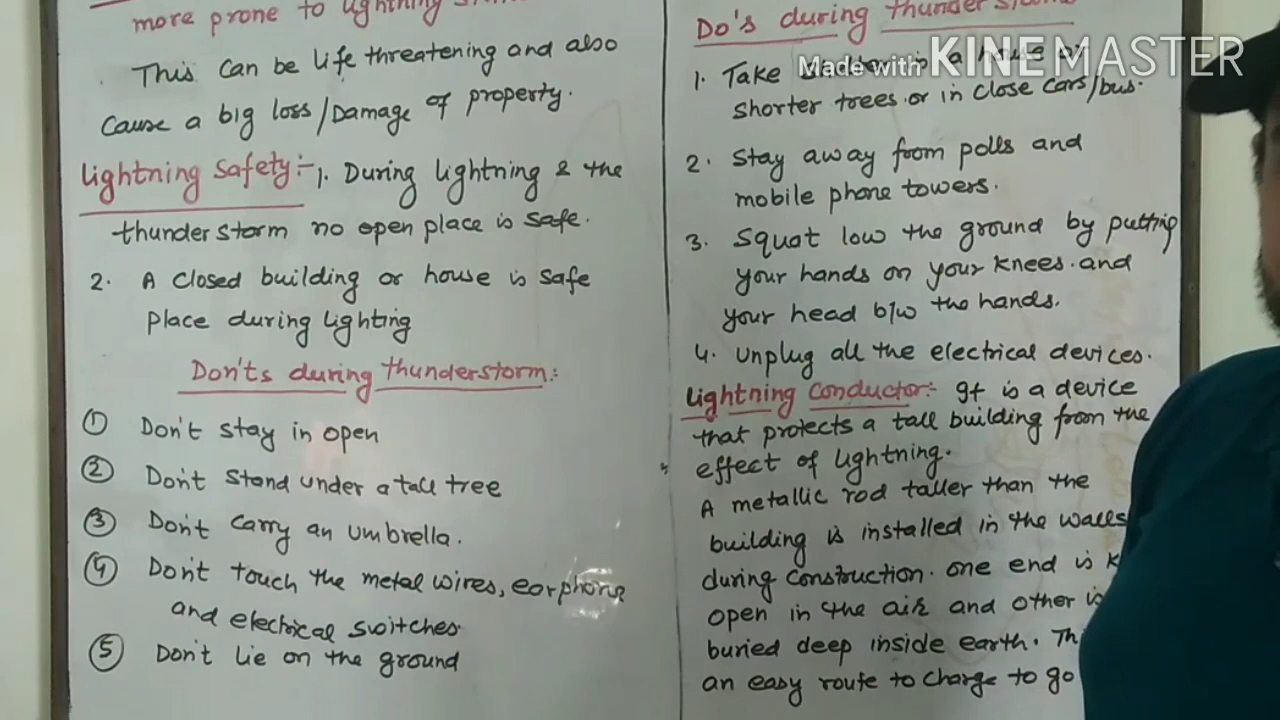 more prone to lightning
This can be life threatening and also
cause a big loss/Damage of property.
lightning Safety:- 1. During lightning & the
thunderstorm no open place is safe.
2. A closed building or house is safe
place during lighting
Don'ts during thunderstorm:
① Don't stay in open
② Don't stand under a tall tree
③ Don't carry an umbrella.
④ Don't touch the metal wires, earphone
and electrical switches
⑤ Don't lie on the ground
Do's during thunderstorm
Made with KINEMASTER
1. Take a house or
shorter trees. or in close cars/bus.
2. Stay away from polls and
mobile phone towers.
3. Squat low the ground by putting
your hands on your knees. and
your head b/w the hands.
4. Unplug all the electrical devices.
Lightning Conductor:- It is a device
that protects a tall building from the
effect of lightning.
A metallic rod taller than the
building is installed in the walls
during construction. one end is
open in the air and other is
buried deep inside earth.
an easy route to charge to go